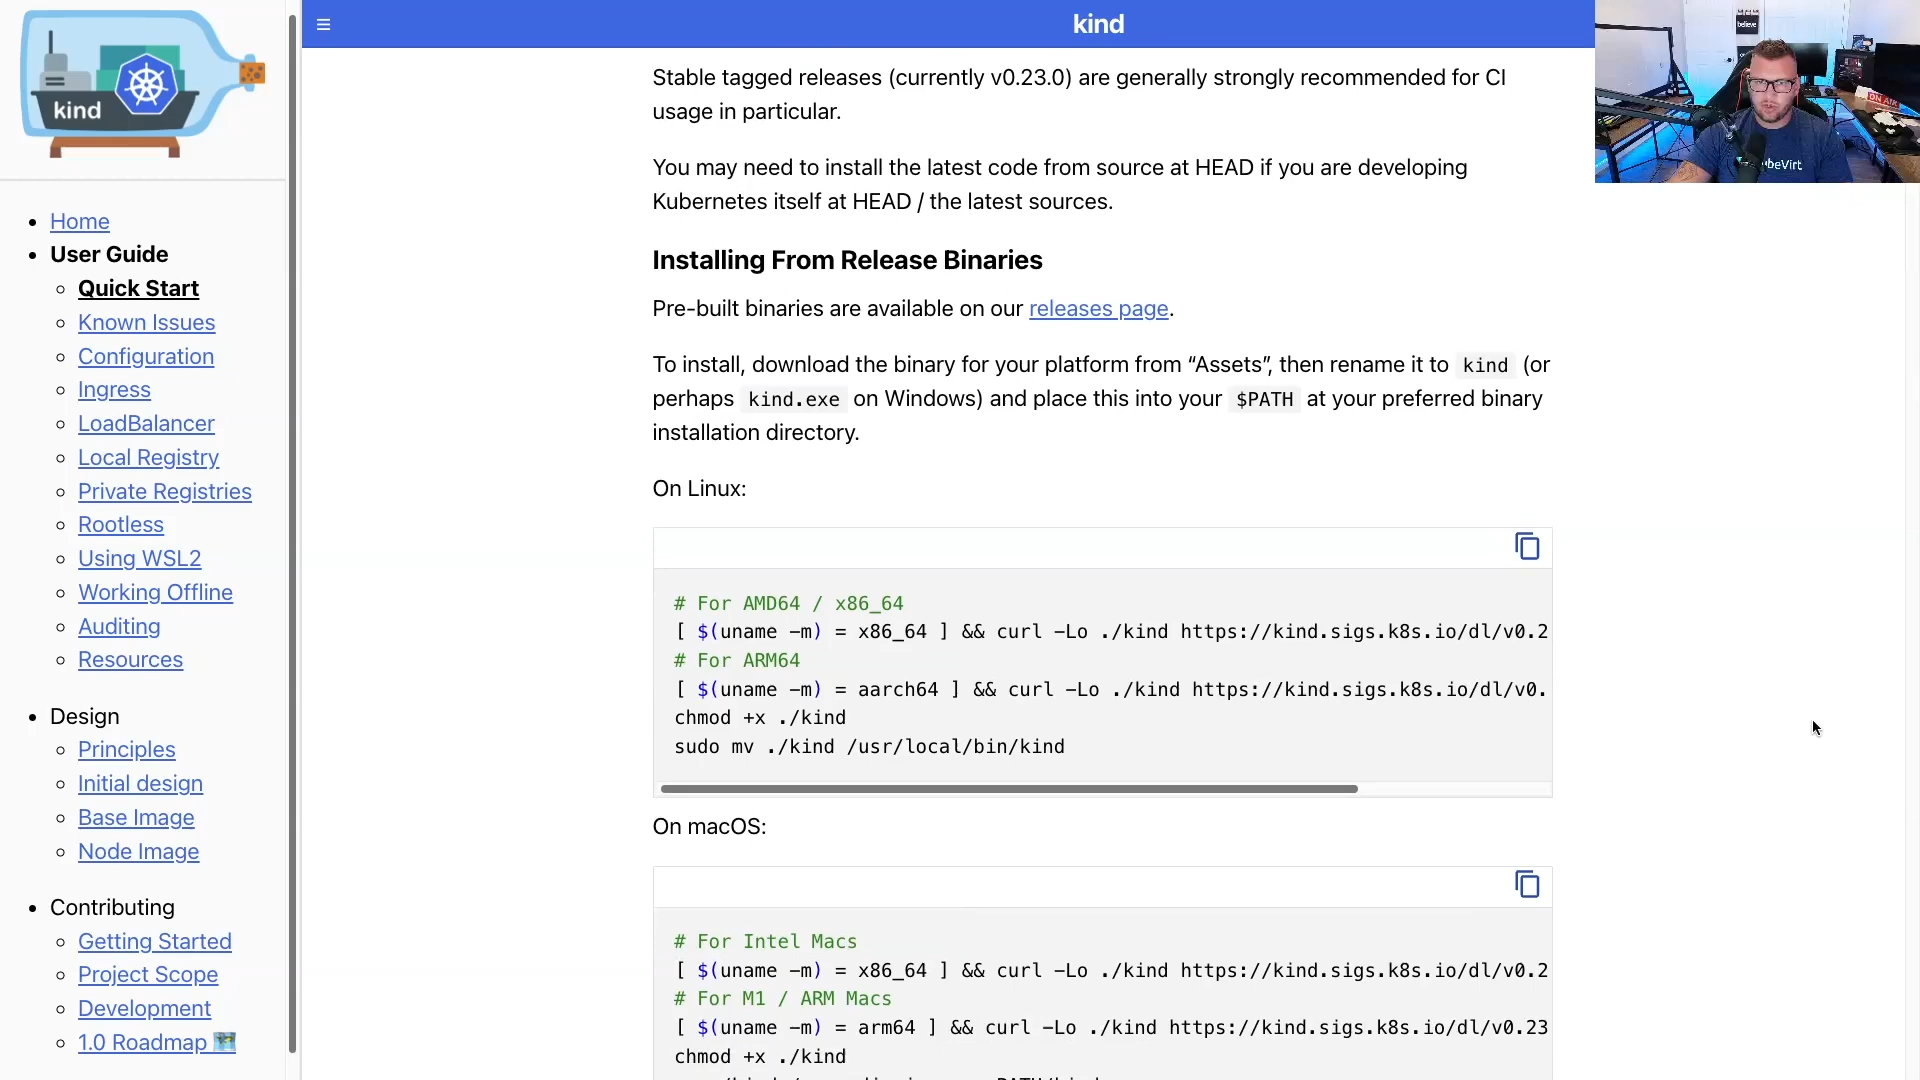 kind
Home
User Guide
Quick Start
Known Issues
Configuration
Ingress
LoadBalancer
Local Registry
Private Registries
Rootless
Using WSL2
Working Offline
Auditing
Resources
Design
Principles
Initial design
Base Image
Node Image
Contributing
Getting Started
Project Scope
Development
1.0 Roadmap
kind
Stable tagged releases (currently v0.23.0) are generally strongly recommended for CI
usage in particular.
You may need to install the latest code from source at HEAD if you are developing
Kubernetes itself at HEAD / the latest sources.
Installing From Release Binaries
Pre-built binaries are available on our releases page.
To install, download the binary for your platform from “Assets”, then rename it to kind (or
perhaps kind.exe on Windows) and place this into your $PATH at your preferred binary
installation directory.
On Linux:
# For AMD64 / x86_64
[ $(uname -m) = x86_64 ] && curl -Lo ./kind https://kind.sigs.k8s.io/dl/v0.2
# For ARM64
[ $(uname -m) = aarch64 ] && curl -Lo ./kind https://kind.sigs.k8s.io/dl/v0.
chmod +x ./kind
sudo mv ./kind /usr/local/bin/kind
On macOS:
# For Intel Macs
[ $(uname -m) = x86_64 ] && curl -Lo ./kind https://kind.sigs.k8s.io/dl/v0.2
# For M1 / ARM Macs
[ $(uname -m) = arm64 ] && curl -Lo ./kind https://kind.sigs.k8s.io/dl/v0.23
chmod +x ./kind
believe
ON AIR
ubeVirt